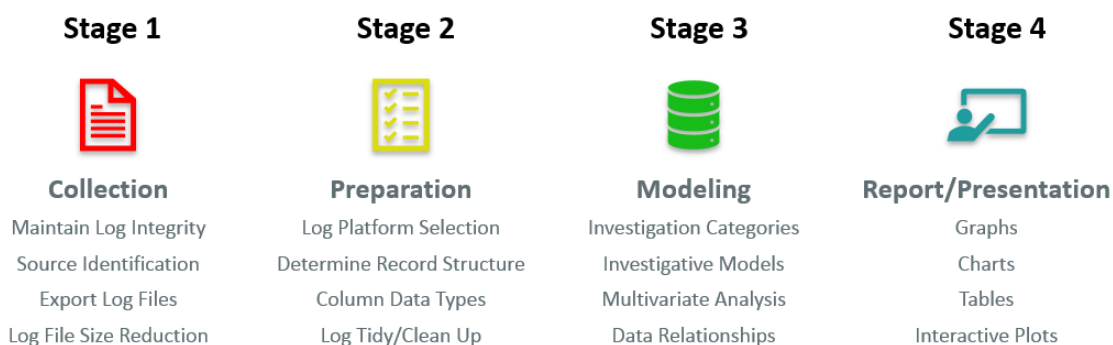 Stage 1
Stage 2
Stage 3
Stage 4
Collection
Preparation
Modeling
Report/Presentation
Maintain Log Integrity
Log Platform Selection
Investigation Categories
Graphs
Source Identification
Determine Record Structure
Investigative Models
Charts
Export Log Files
Column Data Types
Multivariate Analysis
Tables
Log File Size Reduction
Log Tidy/Clean Up
Data Relationships
Interactive Plots